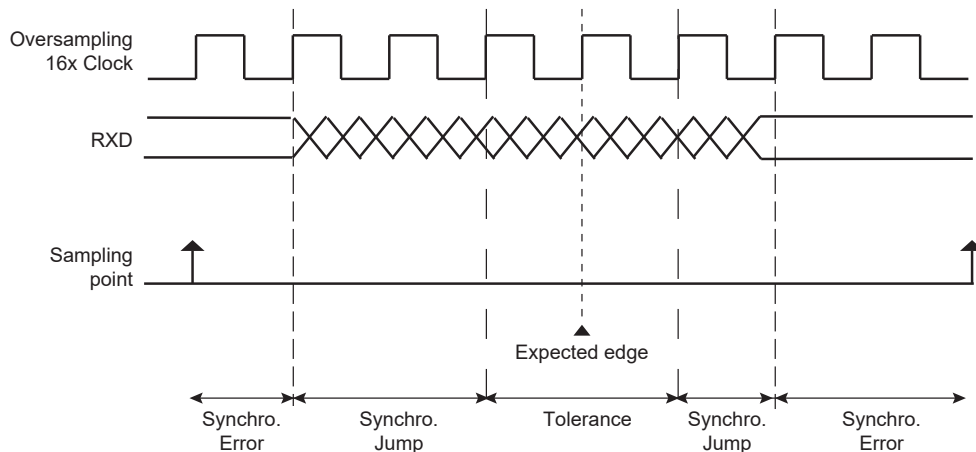 Oversampling
16x Clock
RXD
Sampling
point
Expected edge
Synchro.
Error
Synchro.
Jump
Tolerance
Synchro.
Jump
Synchro.
Error